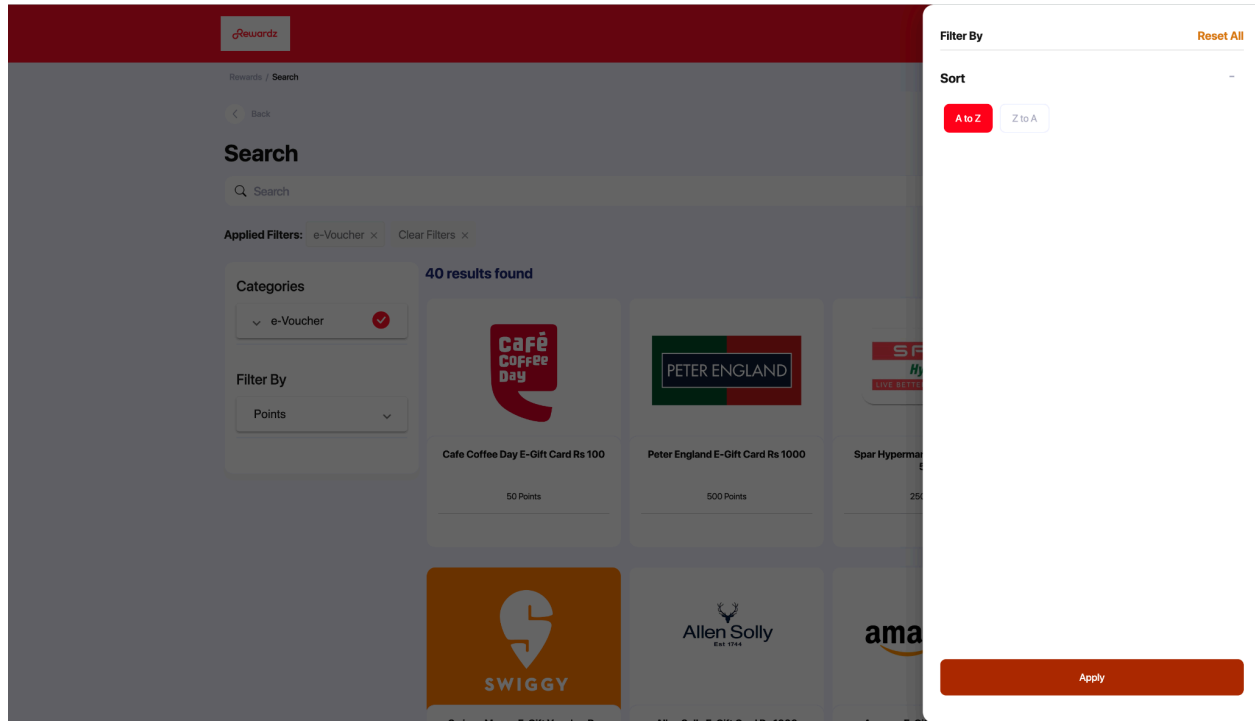 Rewardz
Rewards / Search
Back
Search
Search
Applied Filters: e-Voucher × Clear Filters ×
Categories
e-Voucher
Filter By
Points
40 results found
Café
Coffee
Day
Cafe Coffee Day E-Gift Card Rs 100
50 Points
PETER ENGLAND
Peter England E-Gift Card Rs 1000
500 Points
LIVE
Spar
SWIGGY
Allen Solly
Est 1744
Filter By
Reset All
Sort
A to Z
Z to A
Apply